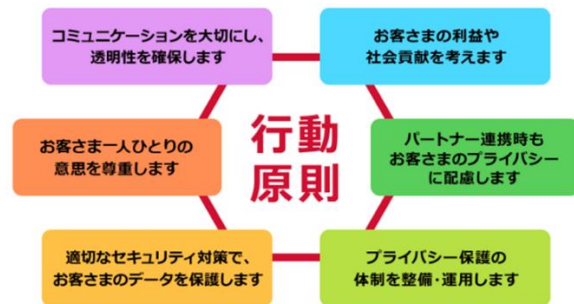 コミュニケーションを大切にし、
透明性を確保します
お客さまの利益や
社会貢献を考えます
お客さま一人ひとりの
意思を尊重します
行動
原則
パートナー連携時も
お客さまのプライバシー
に配慮します
適切なセキュリティ対策で、
お客さまのデータを保護します
プライバシー保護の
体制を整備・運用します